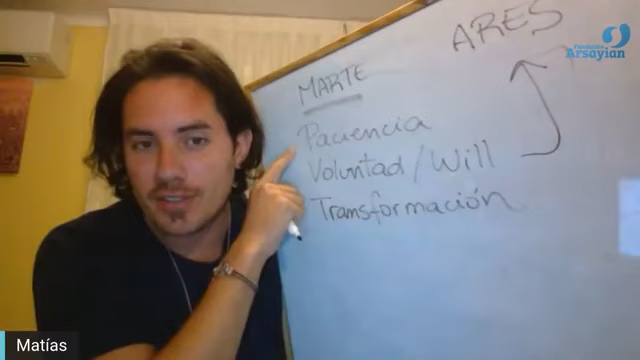 ARES
Fundación
Arsayian
MARTE
Paciencia
Voluntad / Will
Transformación
Matías